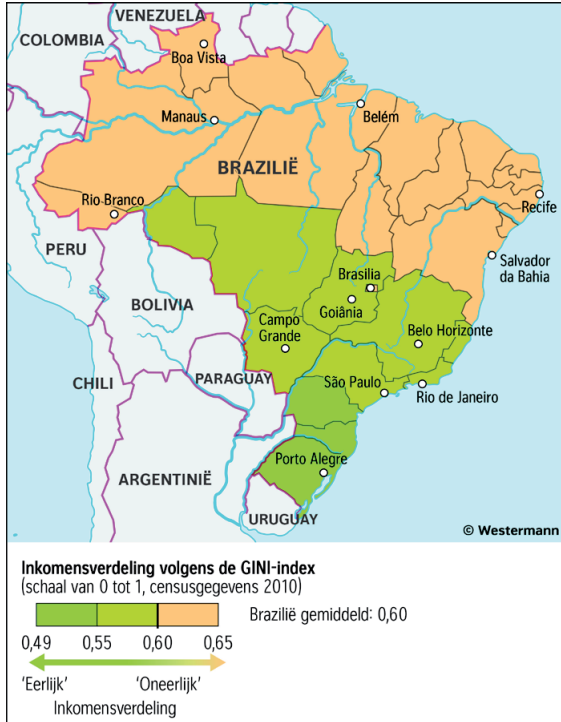 VENEZUELA
COLOMBIA
Boa Vista
Manaus
Belém
BRAZILIË
Rio Branco
Recife
PERU
Salvador
da Bahia
Brasilia
BOLIVIA
Goiânia
Campo
Grande
Belo Horizonte
CHILI
PARAGUAY
São Paulo
Rio de Janeiro
Porto Alegre
ARGENTINIË
URUGUAY
© Westermann
Inkomensverdeling volgens de GINI-index
(schaal van 0 tot 1, censusgegevens 2010)
Brazilië gemiddeld: 0,60
0,49 0,55 0,60 0,65
'Eerlijk' 'Oneerlijk'
Inkomensverdeling